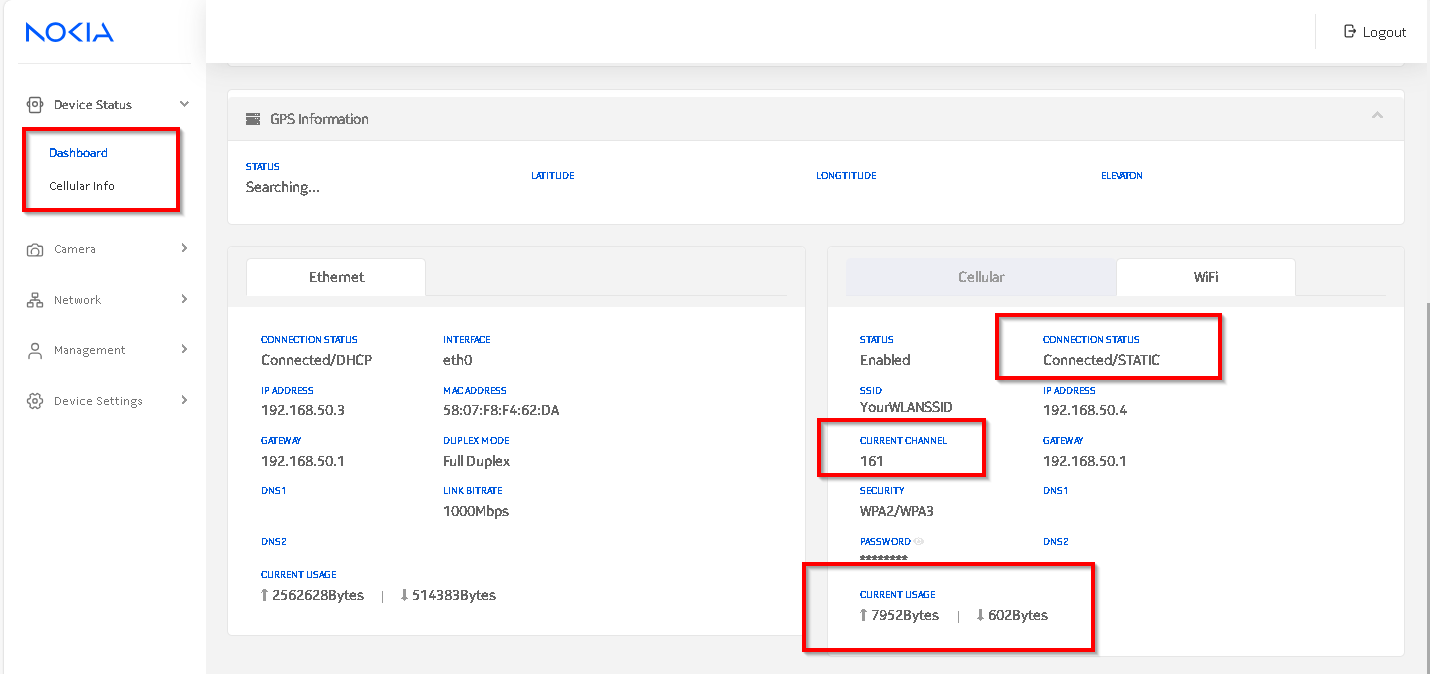 NOKIA
Logout
Device Status
Dashboard
Cellular Info
Camera
Network
Management
Device Settings
GPS Information
STATUS
Searching...
LATITUDE
LONGTITUDE
ELEVATON
Ethernet
CONNECTION STATUS
Connected/DHCP
INTERFACE
eth0
IP ADDRESS
192.168.50.3
MAC ADDRESS
58:07:F8:F4:62:DA
GATEWAY
192.168.50.1
DUPLEX MODE
Full Duplex
DNS1
LINK BITRATE
1000Mbps
DNS2
CURRENT USAGE
↑ 2562628Bytes | ↓ 514383Bytes
Cellular
WiFi
STATUS
Enabled
CONNECTION STATUS
Connected/STATIC
SSID
YourWLANSSID
IP ADDRESS
192.168.50.4
CURRENT CHANNEL
161
GATEWAY
192.168.50.1
SECURITY
WPA2/WPA3
DNS1
PASSWORD
********
DNS2
CURRENT USAGE
↑ 7952Bytes | ↓ 602Bytes